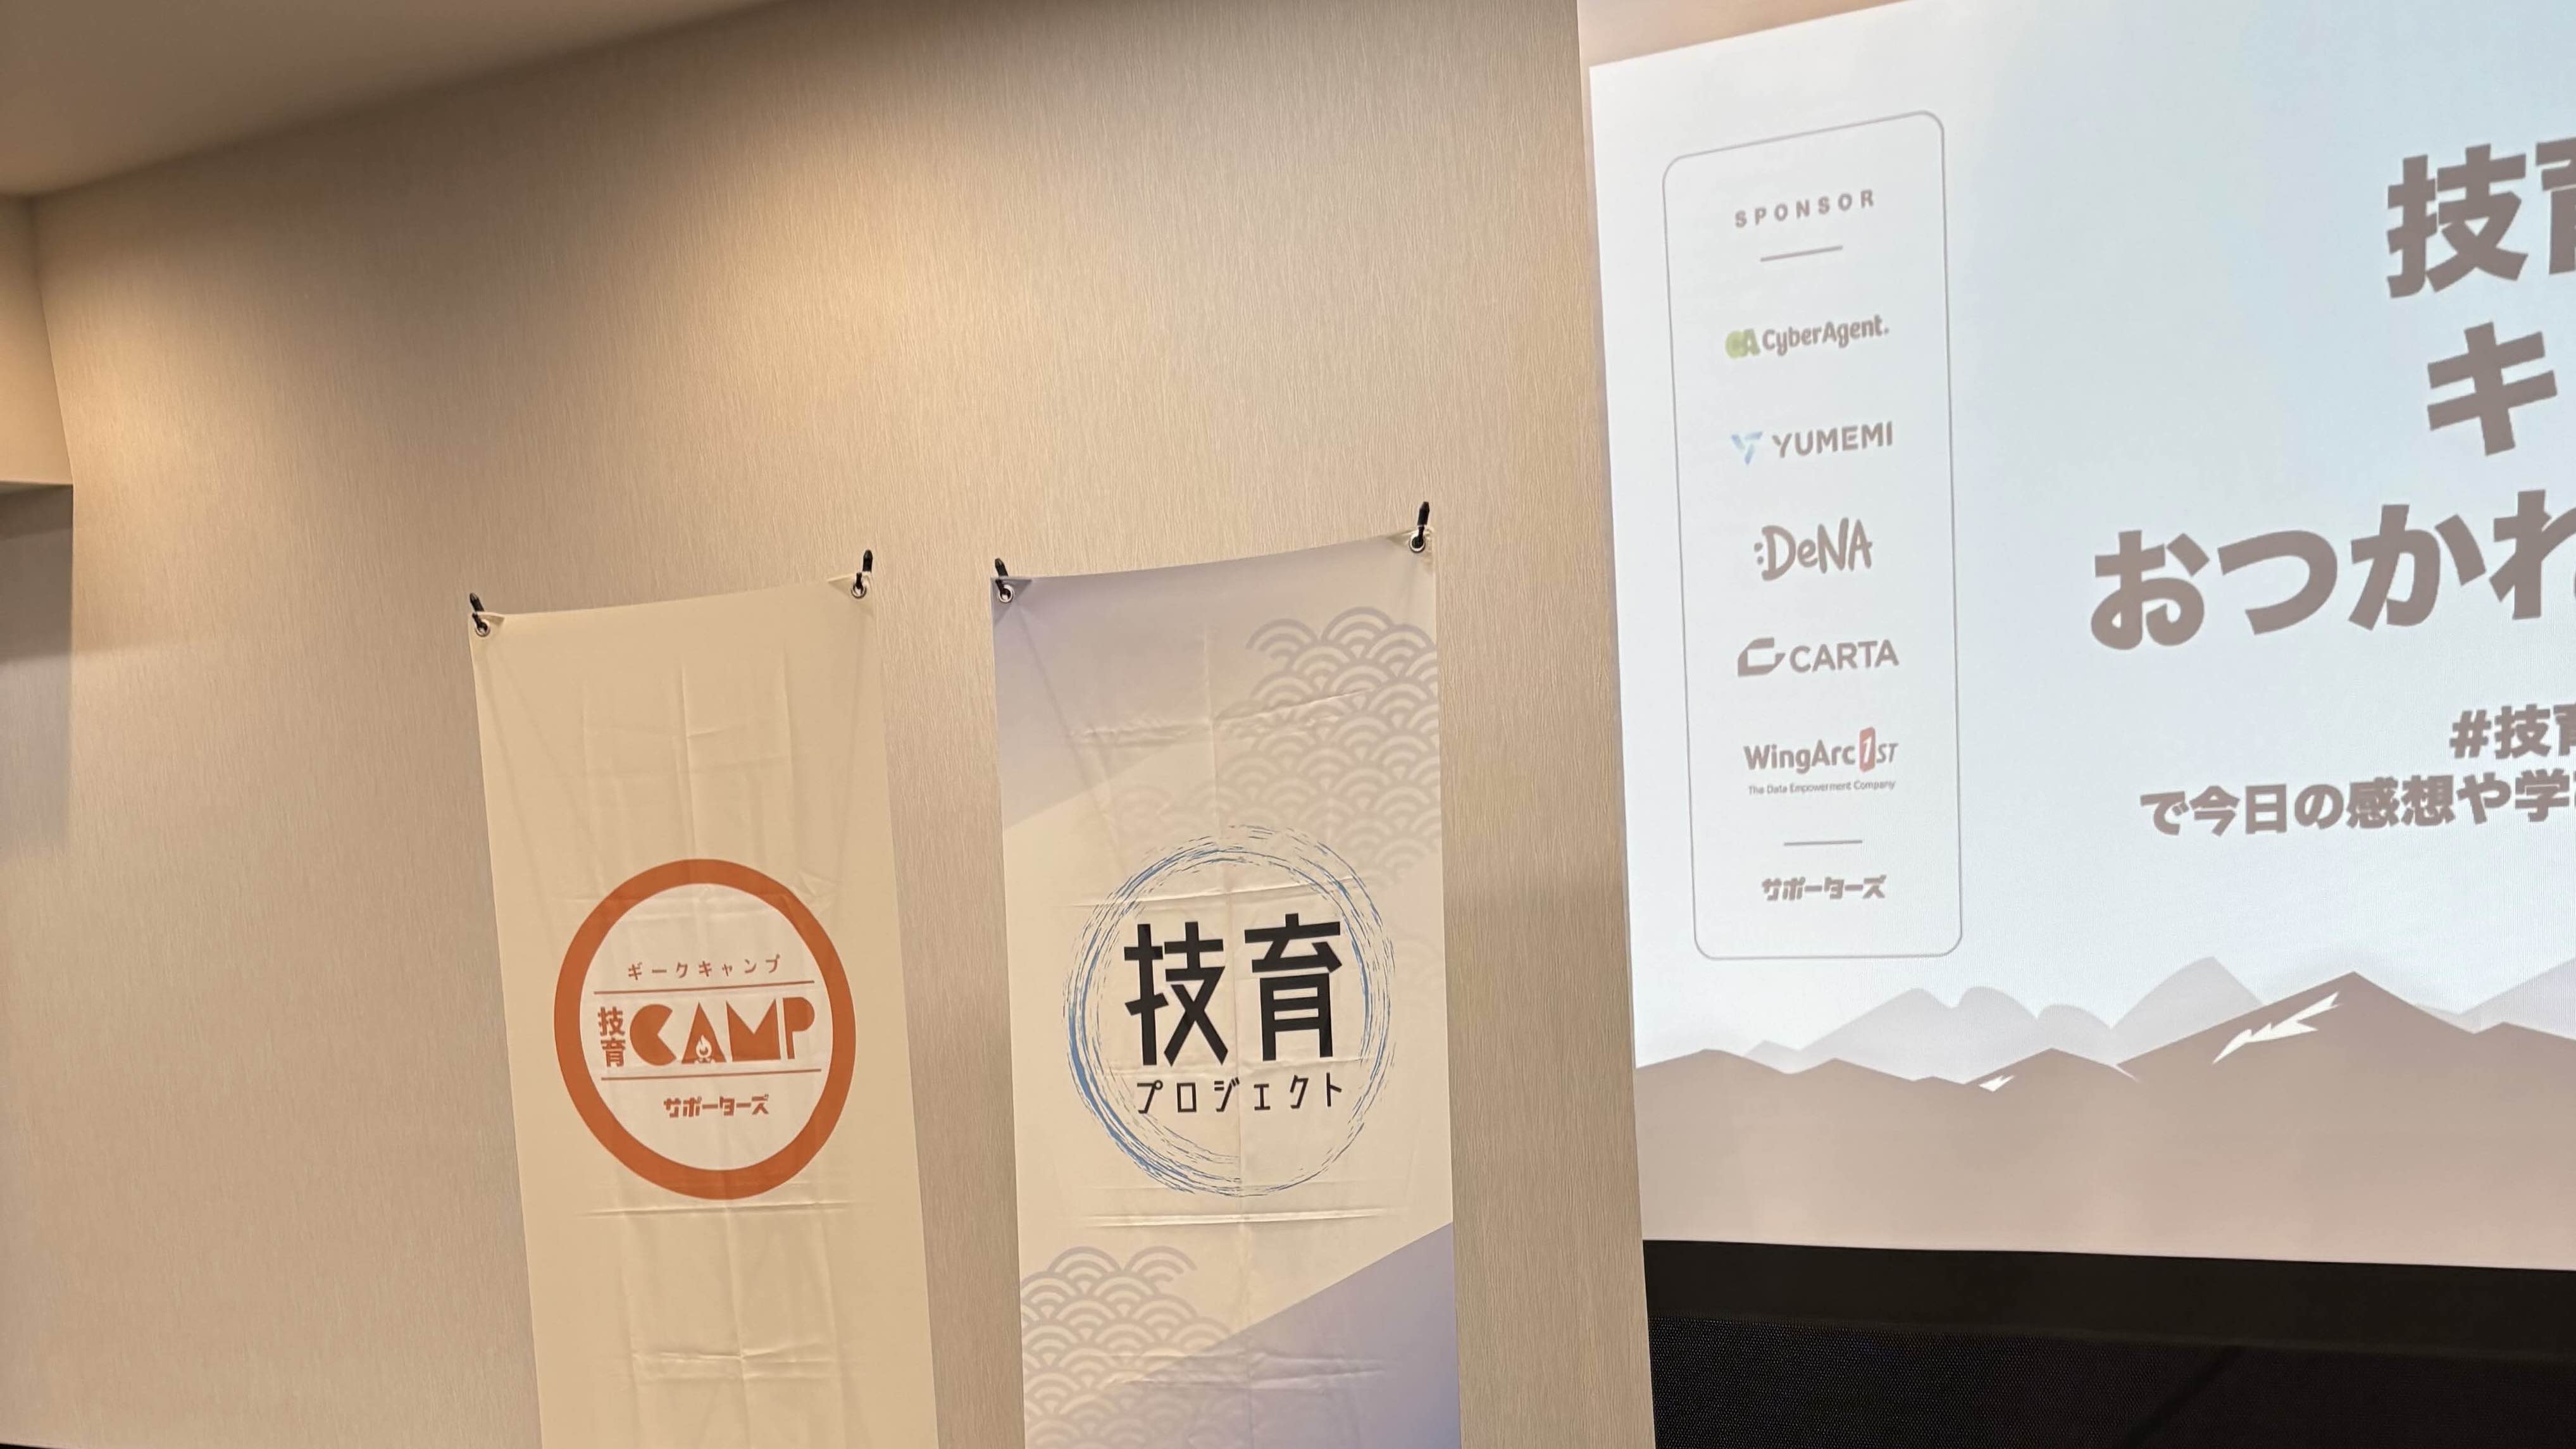 ギークキャンプ
技育CAMP
サポーターズ
技育
プロジェクト
SPONSOR
CyberAgent.
YUMEMI
DeNA
CARTA
WingArc1ST
The Data Empowerment Company
サポーターズ
技育
キ
おつかれ
#技育
で今日の感想や学